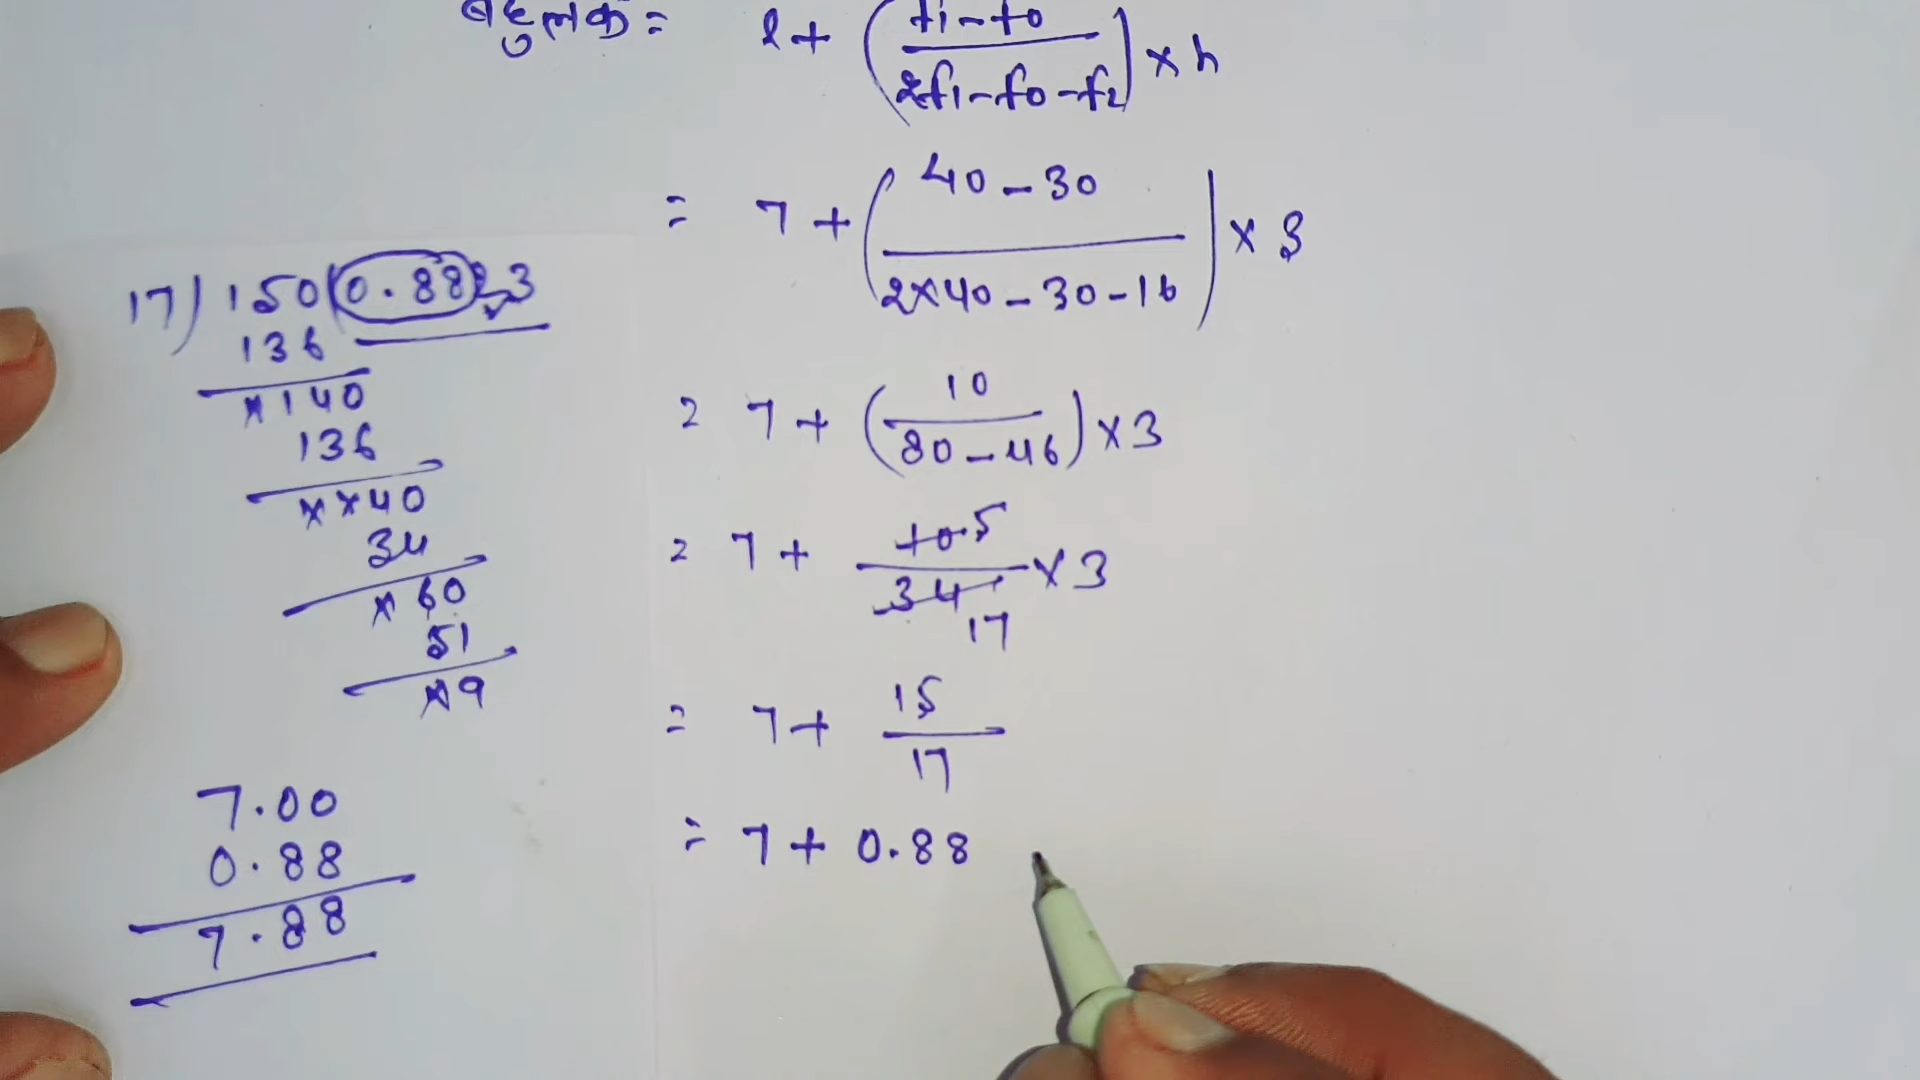 बहुलक = l + (f1-f0 / 2f1-f0-f2) × h
= 7 + (40-30 / 2×40-30-16) × 3
= 7 + (10 / 80-46) × 3
= 7 + 10 5 / 34 17 × 3
= 7 + 15 / 17
= 7 + 0.88
17) 150 (0.8823
136
×140
136
××40
34
×60
51
×9
7.00
0.88
7.88